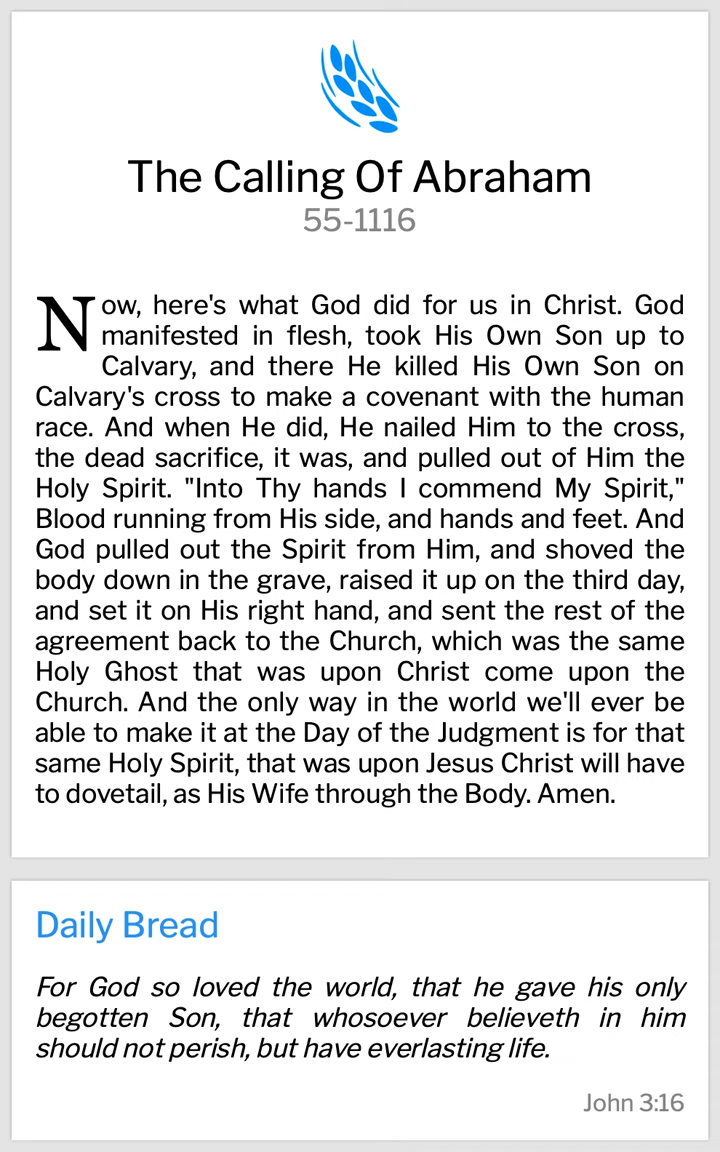 The Calling Of Abraham
55-1116
Now, here's what God did for us in Christ. God
manifested in flesh, took His Own Son up to
Calvary, and there He killed His Own Son on
Calvary's cross to make a covenant with the human
race. And when He did, He nailed Him to the cross,
the dead sacrifice, it was, and pulled out of Him the
Holy Spirit. "Into Thy hands I commend My Spirit,"
Blood running from His side, and hands and feet. And
God pulled out the Spirit from Him, and shoved the
body down in the grave, raised it up on the third day,
and set it on His right hand, and sent the rest of the
agreement back to the Church, which was the same
Holy Ghost that was upon Christ come upon the
Church. And the only way in the world we'll ever be
able to make it at the Day of the Judgment is for that
same Holy Spirit, that was upon Jesus Christ will have
to dovetail, as His Wife through the Body. Amen.
Daily Bread
For God so loved the world, that he gave his only
begotten Son, that whosoever believeth in him
should not perish, but have everlasting life.
John 3:16